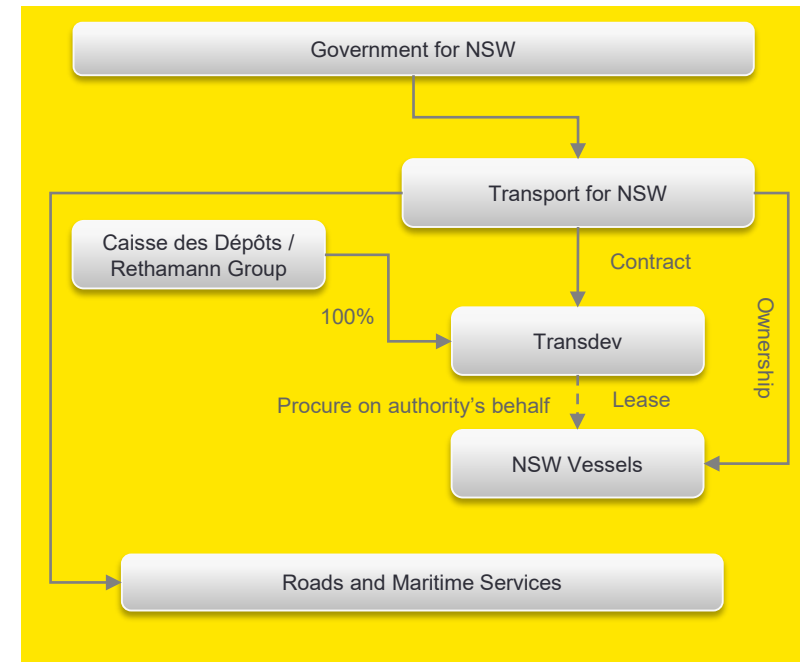 Government for NSW
Transport for NSW
Caisse des Dépôts /
Rethamann Group
Contract
100%
Transdev
Ownership
Procure on authority's behalf
Lease
NSW Vessels
Roads and Maritime Services